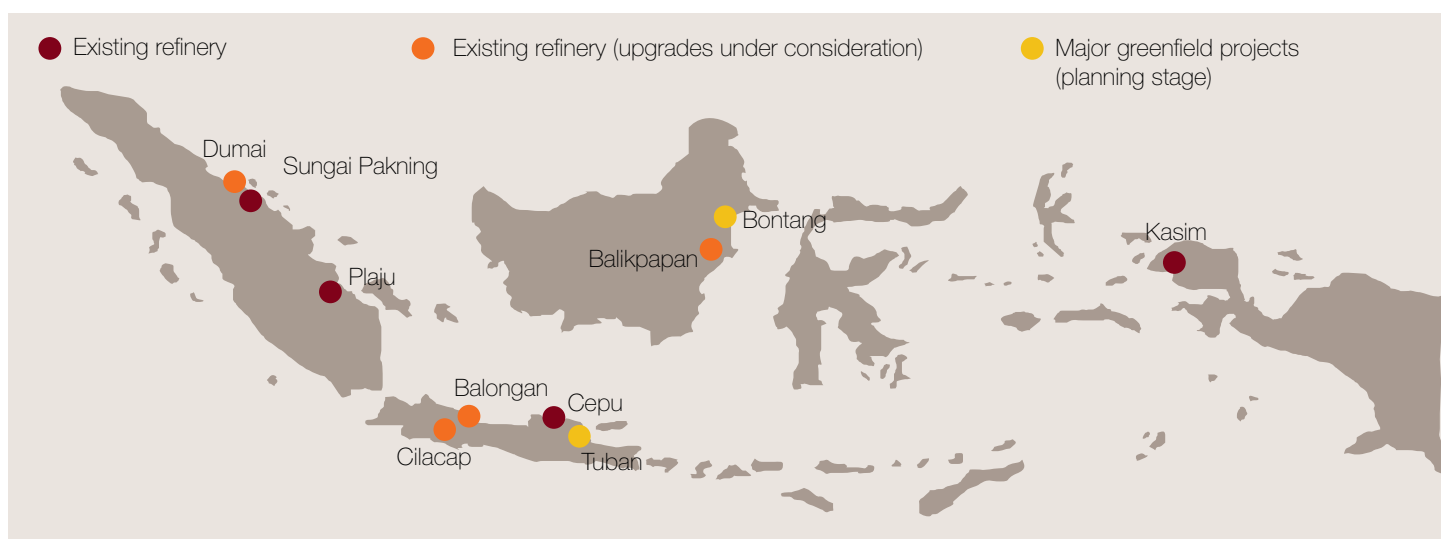 Existing refinery
Existing refinery (upgrades under consideration)
Major greenfield projects
(planning stage)
Dumai
Sungai Pakning
Bontang
Kasim
Balikpapan
Plaju
Balongan
Cepu
Cilacap
Tuban